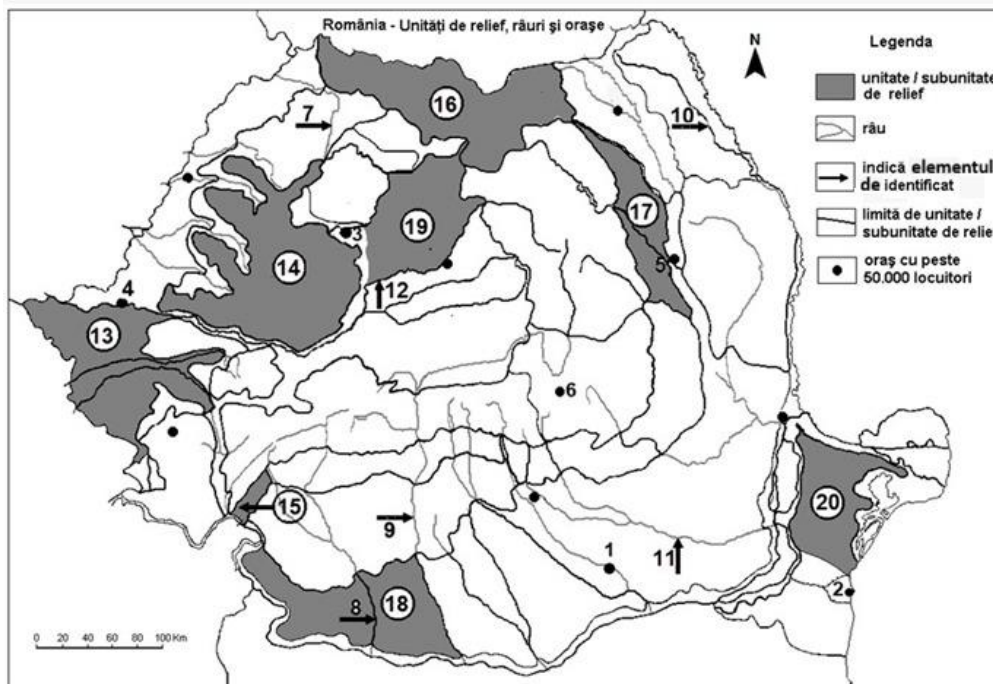 România - Unități de relief, râuri și orașe
N
Legenda
unitate / subunitate
de relief
râu
indică elementul
de identificat
limită de unitate /
subunitate de relie
oraș cu peste
50.000 locuitori
16
7
10
17
3
19
14
5
4
12
13
6
15
20
9
1
11
8
18
2
0 20 40 60 80 100 Km